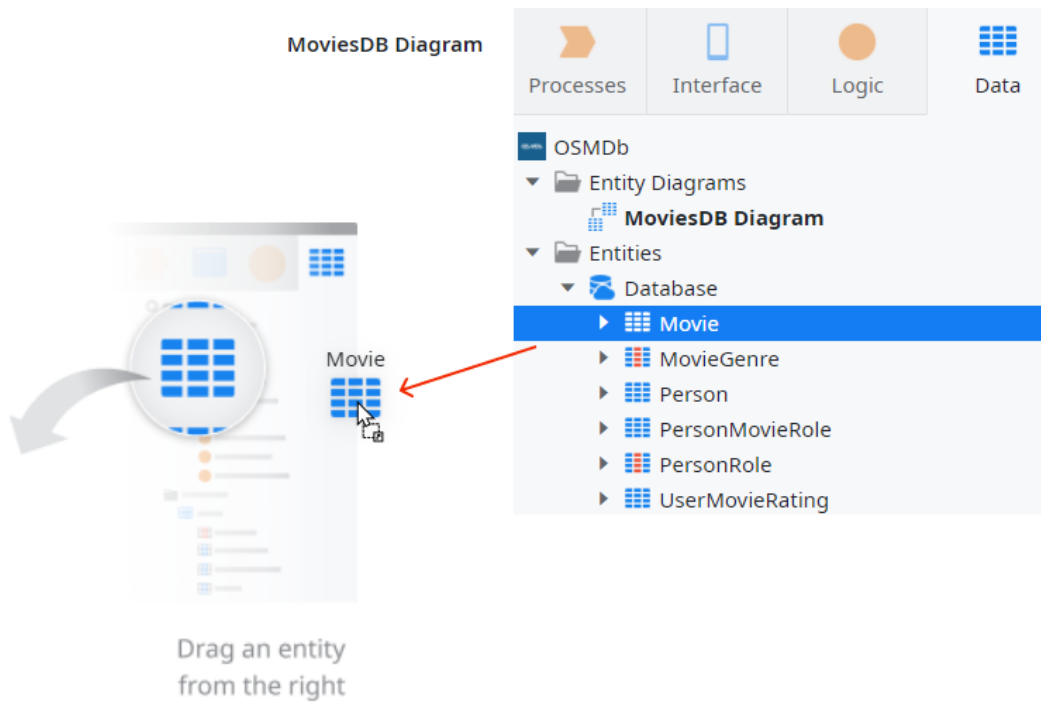 MoviesDB Diagram
Processes
Interface
Logic
Data
OSMDb
Entity Diagrams
MoviesDB Diagram
Entities
Database
Movie
MovieGenre
Person
PersonMovieRole
PersonRole
UserMovieRating
Movie
Drag an entity
from the right